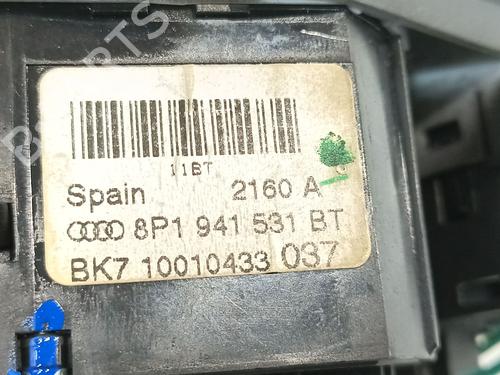 11BT
Spain 2160 A
8P1 941 531 BT
BK7 10010433 037